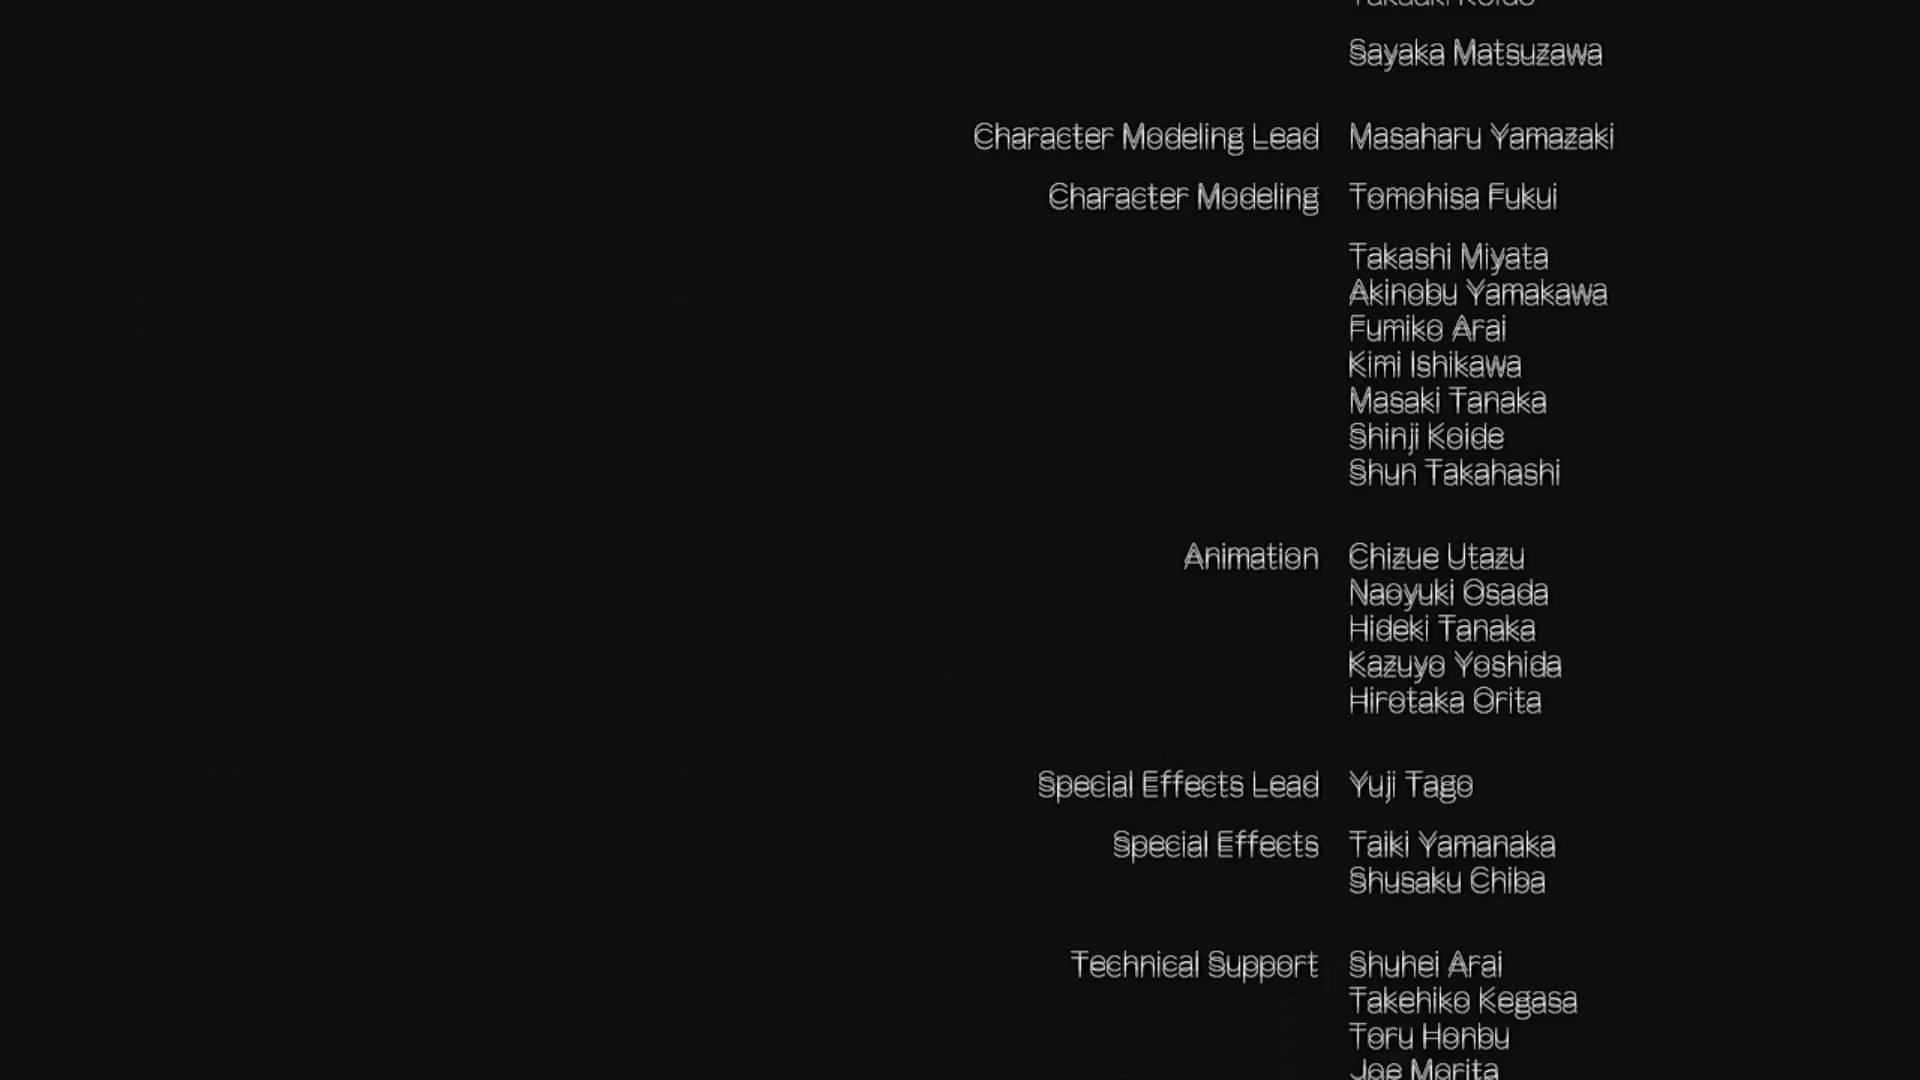 Sayaka Matsuzawa
Character Modeling Lead Masaharu Yamazaki
Character Modeling Tomohisa Fukui
Takashi Miyata
Akinobu Yamakawa
Fumiko Arai
Kimi Ishikawa
Masaki Tanaka
Shinji Koide
Shun Takahashi
Animation Chizue Utazu
Naoyuki Osada
Hideki Tanaka
Kazuyo Yoshida
Hirotaka Orita
Special Effects Lead Yuji Tago
Special Effects Taiki Yamanaka
Shusaku Chiba
Technical Support Shuhei Arai
Takehiko Kegasa
Toru Honbu
Joe Morita